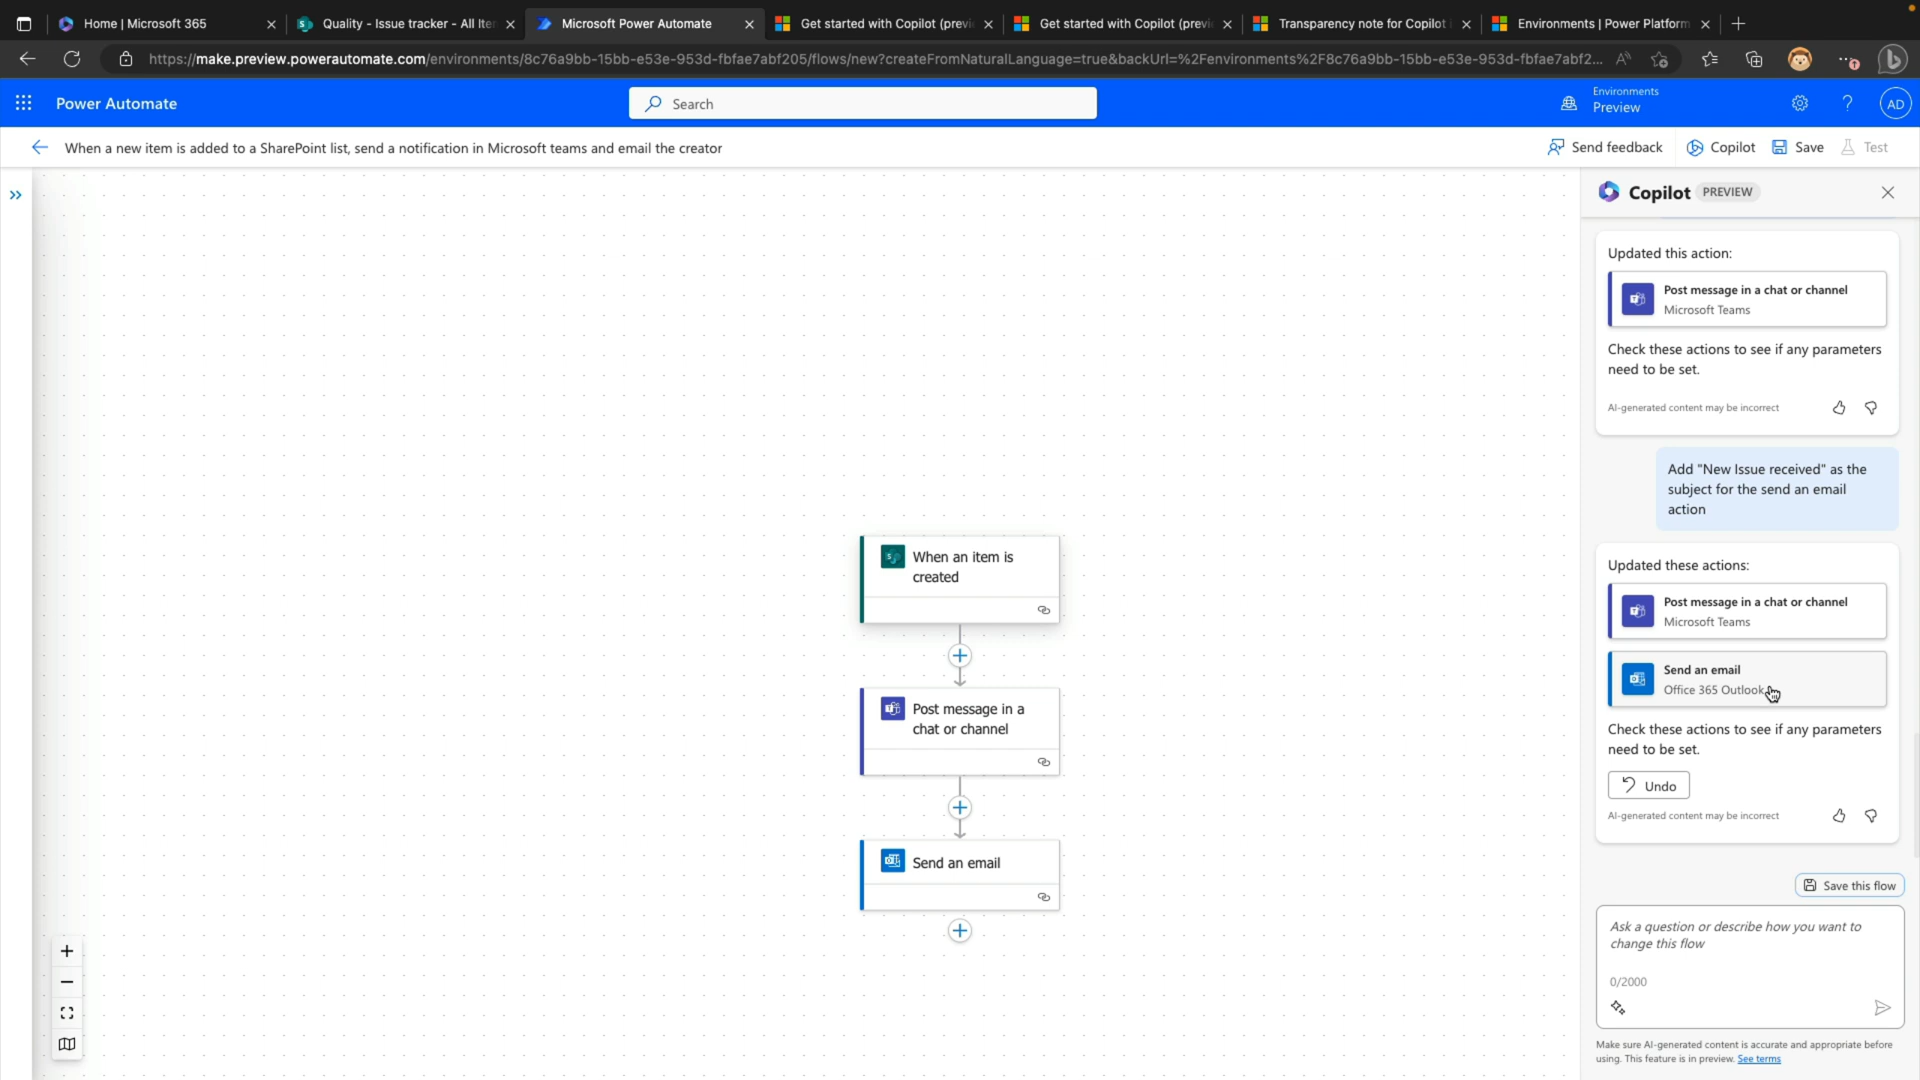 Home | Microsoft 365
Quality - Issue tracker - All Iter
Microsoft Power Automate
Get started with Copilot (previ
Get started with Copilot (previ
Transparency note for Copilot
Environments | Power Platform
https://make.preview.powerautomate.com/environments/8c76a9bb-15bb-e53e-953d-fbfae7abf205/flows/new?createFromNaturalLanguage=true&backUrl=%2Fenvironments%2F8c76a9bb-15bb-e53e-953d-fbfae7abf2...
Power Automate
Search
Environments
Preview
AD
When a new item is added to a SharePoint list, send a notification in Microsoft teams and email the creator
Send feedback
Copilot
Save
Test
Copilot PREVIEW
Updated this action:
Post message in a chat or channel
Microsoft Teams
Check these actions to see if any parameters
need to be set.
AI-generated content may be incorrect
Add "New Issue received" as the
subject for the send an email
action
Updated these actions:
Post message in a chat or channel
Microsoft Teams
Send an email
Office 365 Outlook
Check these actions to see if any parameters
need to be set.
Undo
AI-generated content may be incorrect
Save this flow
Ask a question or describe how you want to
change this flow
0/2000
Make sure AI-generated content is accurate and appropriate before
using. This feature is in preview. See terms
When an item is
created
Post message in a
chat or channel
Send an email